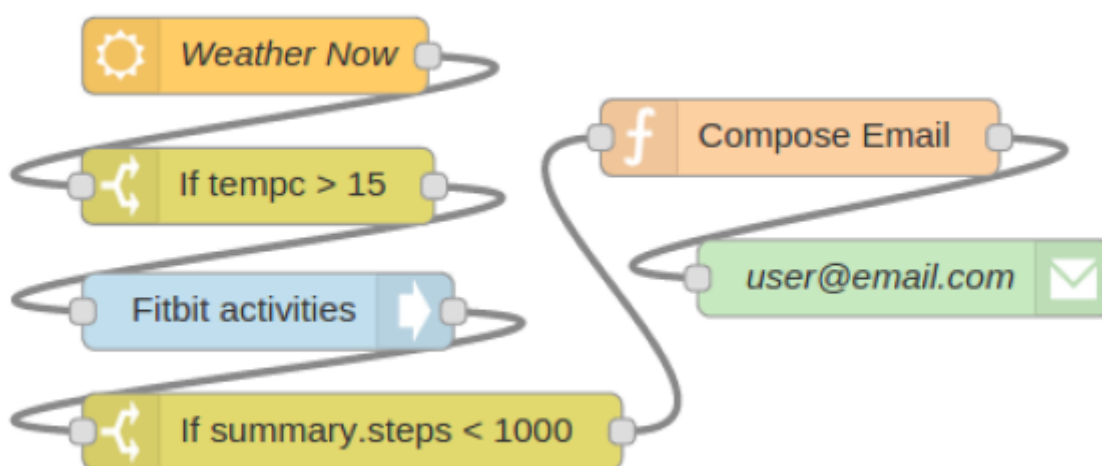 Weather Now
If tempc > 15
Fitbit activities
If summary.steps < 1000
Compose Email
user@email.com